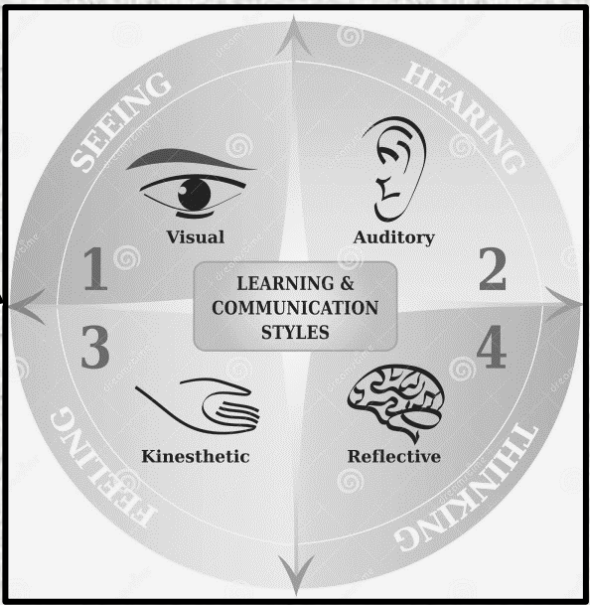 SEEING
HEARING
Visual
Auditory
1
2
LEARNING &
COMMUNICATION
STYLES
3
4
Kinesthetic
Reflective
FEELING
THINKING